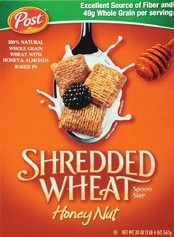 Excellent Source of Fiber and
49g Whole Grain per serving
Post
100% NATURAL
WHOLE GRAIN
WHEAT WITH
HONEY & ALMONDS
BAKED IN
SHREDDED
WHEAT
Spoon
Size
Honey Nut
NET WT 20 OZ (1 LB 4 OZ) 567g